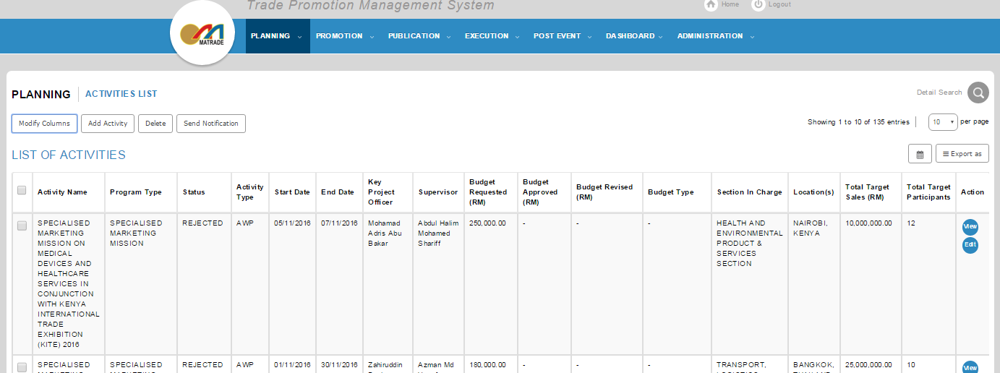 Trade Promotion Management System
Home
Logout
MATRADE
PLANNING
PROMOTION
PUBLICATION
EXECUTION
POST EVENT
DASHBOARD
ADMINISTRATION
PLANNING
ACTIVITIES LIST
Detail Search
Modify Columns
Add Activity
Delete
Send Notification
Showing 1 to 10 of 135 entries
10
per page
LIST OF ACTIVITIES
Export as
Activity Name
Program Type
Status
Activity
Type
Start Date
End Date
Key
Project
Officer
Supervisor
Budget
Requested
(RM)
Budget
Approved
(RM)
Budget Revised
(RM)
Budget Type
Section In Charge
Location(s)
Total Target
Sales (RM)
Total Target
Participants
Action
SPECIALISED
MARKETING
MISSION ON
MEDICAL
DEVICES AND
HEALTHCARE
SERVICES IN
CONJUNCTION
WITH KENYA
INTERNATIONAL
TRADE
EXHIBITION
(KITE) 2016
SPECIALISED
MARKETING
MISSION
REJECTED
AWP
05/11/2016
07/11/2016
Mohamad
Adris Abu
Bakar
Abdul Halim
Mohamed
Shariff
250,000.00
-
-
-
HEALTH AND
ENVIRONMENTAL
PRODUCT &
SERVICES
SECTION
NAIROBI,
KENYA
10,000,000.00
12
View
Edit
SPECIALISED
SPECIALISED
REJECTED
AWP
01/11/2016
30/11/2016
Zahiruddin
Azman Md
180,000.00
-
-
-
TRANSPORT,
BANGKOK,
25,000,000.00
10
View